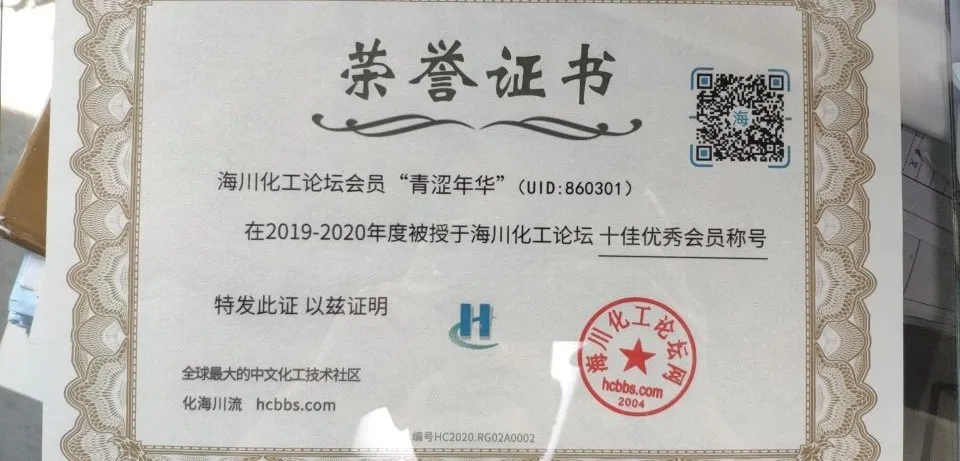 荣誉证书
海
海川化工论坛会员“青涩年华”（UID:860301）
在2019-2020年度被授于海川化工论坛 十佳优秀会员称号
特发此证 以兹证明
H
海川化工论坛网
hcbbs.com
2004
全球最大的中文化工技术社区
化海川流 hcbbs.com
编号HC2020.RG02A0002